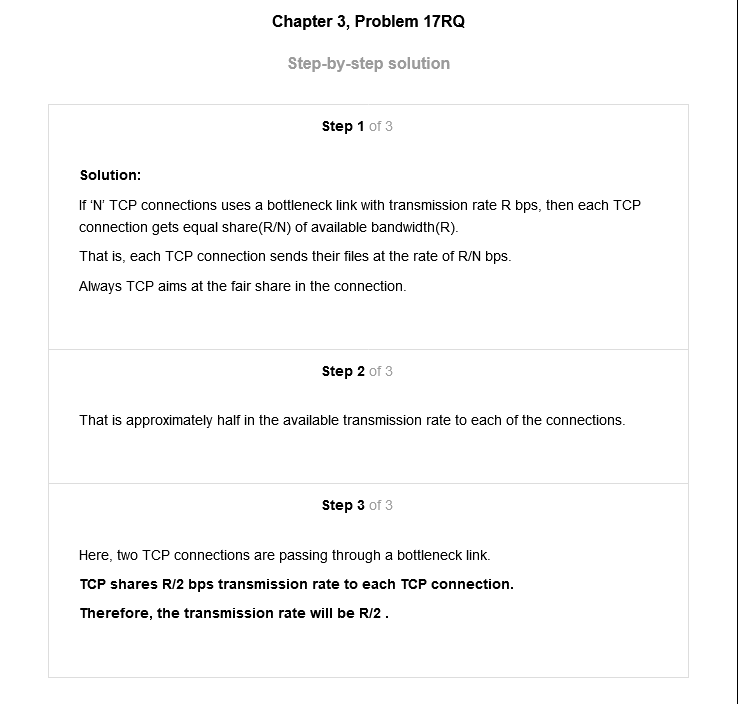 Chapter 3, Problem 17RQ
Step-by-step solution
Step 1 of 3
Solution:
If ‘N’ TCP connections uses a bottleneck link with transmission rate R bps, then each TCP
connection gets equal share(R/N) of available bandwidth(R).
That is, each TCP connection sends their files at the rate of R/N bps.
Always TCP aims at the fair share in the connection.
Step 2 of 3
That is approximately half in the available transmission rate to each of the connections.
Step 3 of 3
Here, two TCP connections are passing through a bottleneck link.
TCP shares R/2 bps transmission rate to each TCP connection.
Therefore, the transmission rate will be R/2 .